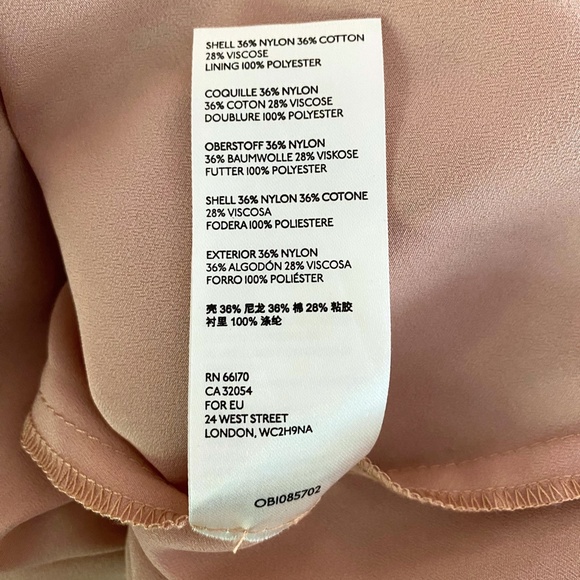 SHELL 36% NYLON 36% COTTON
28% VISCOSE
LINING 100% POLYESTER
COQUILLE 36% NYLON
36% COTON 28% VISCOSE
DOUBLURE 100% POLYESTER
OBERSTOFF 36% NYLON
36% BAUMWOLLE 28% VISKOSE
FUTTER 100% POLYESTER
SHELL 36% NYLON 36% COTONE
28% VISCOSA
FODERA 100% POLIESTERE
EXTERIOR 36% NYLON
36% ALGODÓN 28% VISCOSA
FORRO 100% POLIÉSTER
壳 36% 尼龙 36% 棉 28% 粘胶
衬里 100% 涤纶
RN 66170
CA 32054
FOR EU
24 WEST STREET
LONDON, WC2H9NA
OB1085702